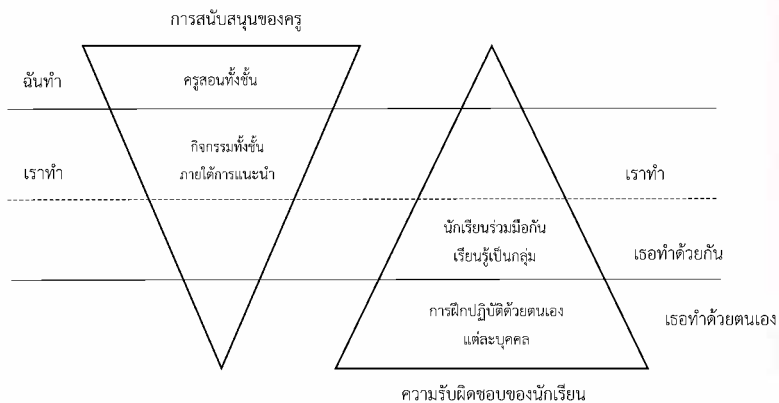 การสนับสนุนของครู
ฉันทำ
ครูสอนทั้งชั้น
เราทำ
กิจกรรมทั้งชั้น
ภายใต้การแนะนำ
เราทำ
นักเรียนร่วมมือกัน
เรียนรู้เป็นกลุ่ม
เธอทำด้วยกัน
การฝึกปฏิบัติด้วยตนเอง
แต่ละบุคคล
เธอทำด้วยตนเอง
ความรับผิดชอบของนักเรียน